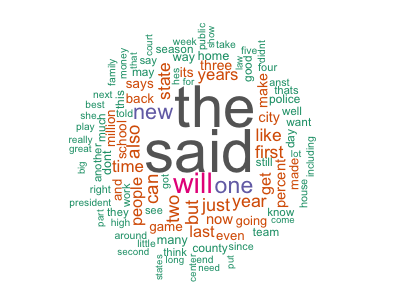 court
week
public
show
take
five
didnt
money
that
say
season
for
way
home
law
four
family
may
hes
its
three
good
anst
thats
next
this
says
state
years
make
police
best
told
back
new
the
city
well
she
much
million
also
like
want
play
school
said
first
day
really
dont
time
still
lot
great
another
big
will
one
percent
made
including
can
got
get
house
right
and
work
people
two
but
just
year
know
president
they
see
last
now
going
come
part
high
game
even
team
around
many
county
since
little
think
second
states
long
end
need
put